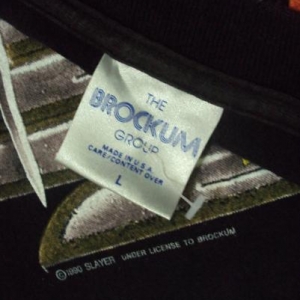 THE
BROCKUM
GROUP
MADE IN U.S.A
CARE/CONTENT OVER
L
©1990 SLAYER UNDER LICENSE TO BROCKUM